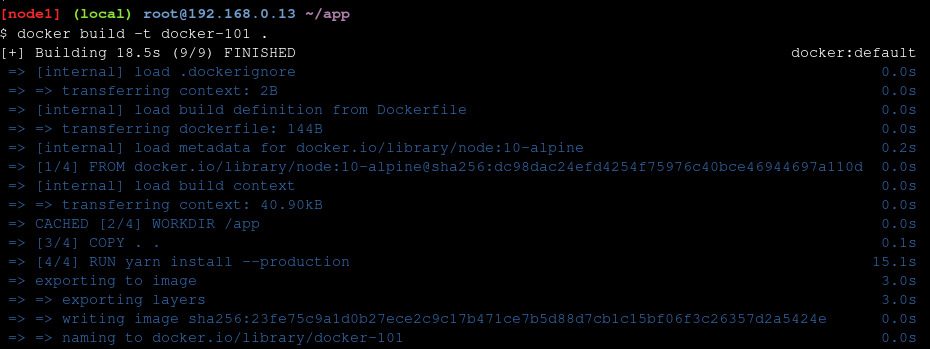 [node1] (local) root@192.168.0.13 ~/app
$ docker build -t docker-101 .
[+] Building 18.5s (9/9) FINISHED docker:default
=> [internal] load .dockerignore 0.0s
=> => transferring context: 2B 0.0s
=> [internal] load build definition from Dockerfile 0.0s
=> => transferring dockerfile: 144B 0.0s
=> [internal] load metadata for docker.io/library/node:10-alpine 0.2s
=> [1/4] FROM docker.io/library/node:10-alpine@sha256:dc98dac24efd4254f75976c40bce46944697a110d 0.0s
=> [internal] load build context 0.0s
=> => transferring context: 40.90kB 0.0s
=> CACHED [2/4] WORKDIR /app 0.0s
=> [3/4] COPY . . 0.1s
=> [4/4] RUN yarn install --production 15.1s
=> exporting to image 3.0s
=> => exporting layers 3.0s
=> => writing image sha256:23fe75c9a1d0b27ece2c9c17b471ce7b5d88d7cb1c15bf06f3c26357d2a5424e 0.0s
=> => naming to docker.io/library/docker-101 0.0s